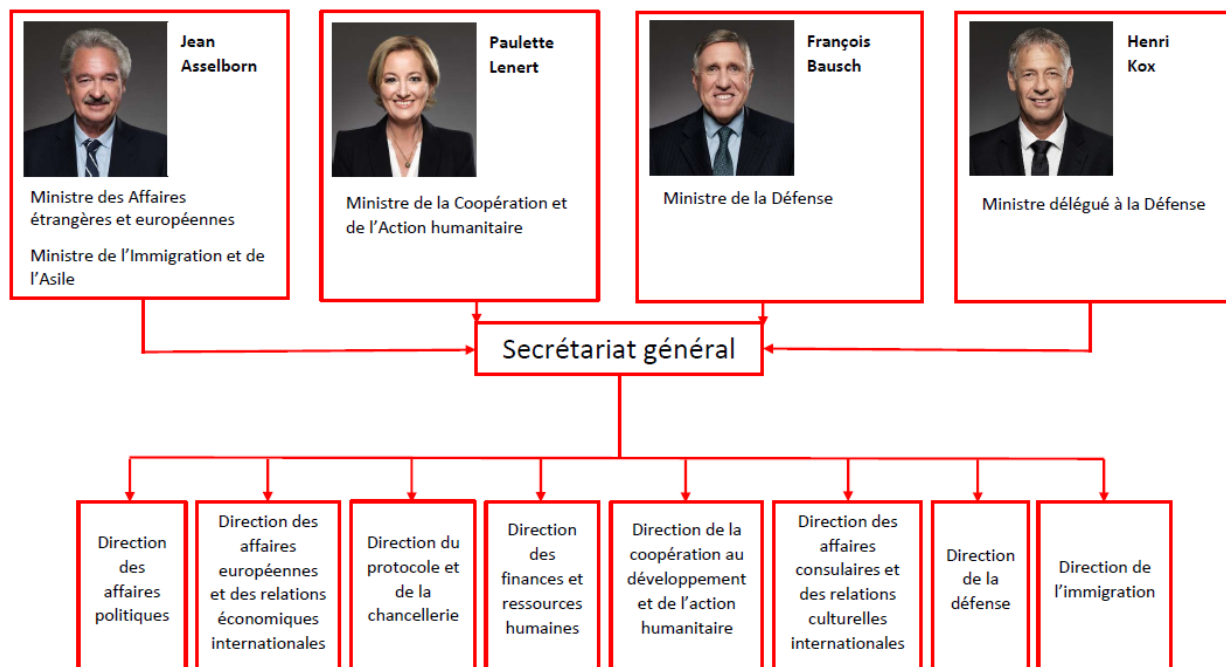 Jean
Asselborn
Ministre des Affaires
étrangères et européennes
Ministre de l’Immigration et de
l’Asile
Paulette
Lenert
Ministre de la Coopération et
de l’Action humanitaire
François
Bausch
Ministre de la Défense
Henri
Kox
Ministre délégué à la Défense
Secrétariat général
Direction
des
affaires
politiques
Direction des
affaires
européennes
et des relations
économiques
internationales
Direction du
protocole et
de la
chancellerie
Direction
des
finances et
ressources
humaines
Direction de la
coopération au
développement
et de l’action
humanitaire
Direction des
affaires
consulaires et
des relations
culturelles
internationales
Direction
de la
défense
Direction de
l’immigration